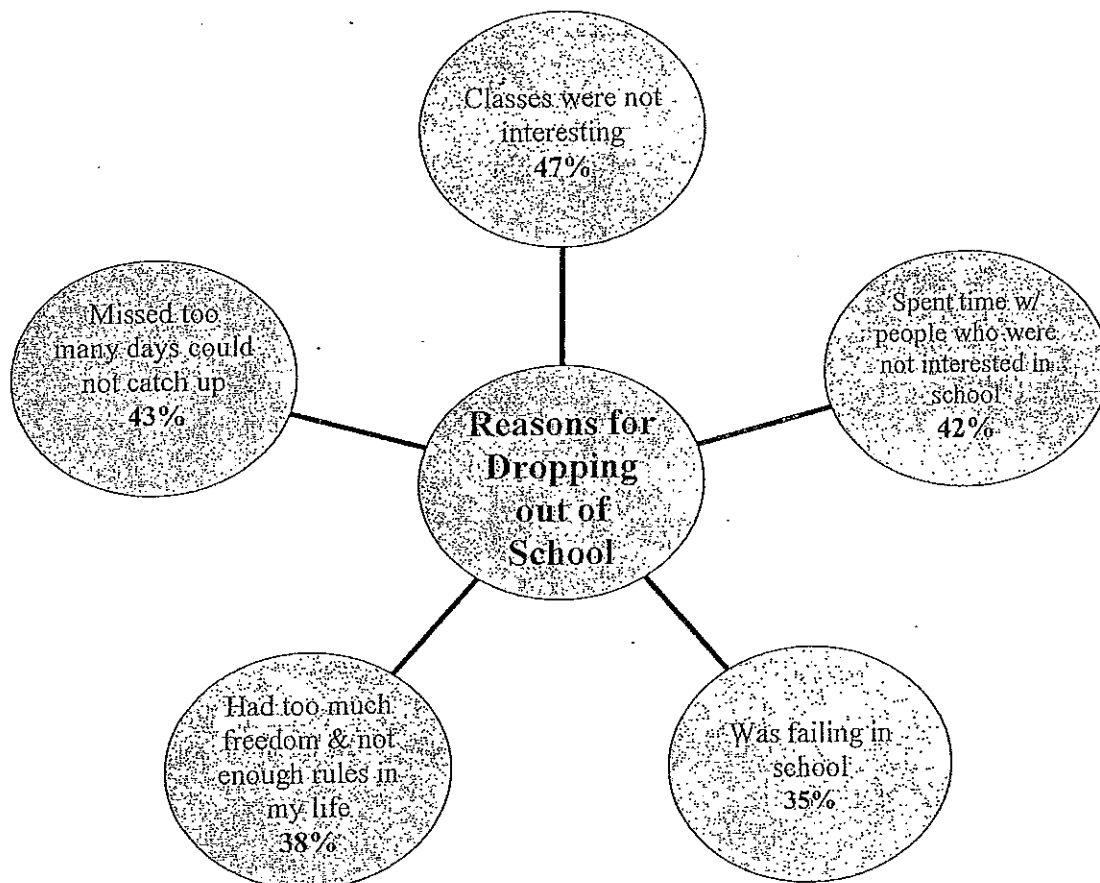 Classes were not
interesting
47%
Spent time w/
people who were
not interested in
school
42%
Missed too
many days could
not catch up
43%
Reasons for
Dropping
out of
School
Had too much
freedom & not
enough rules in
my life
38%
Was failing in
school
35%